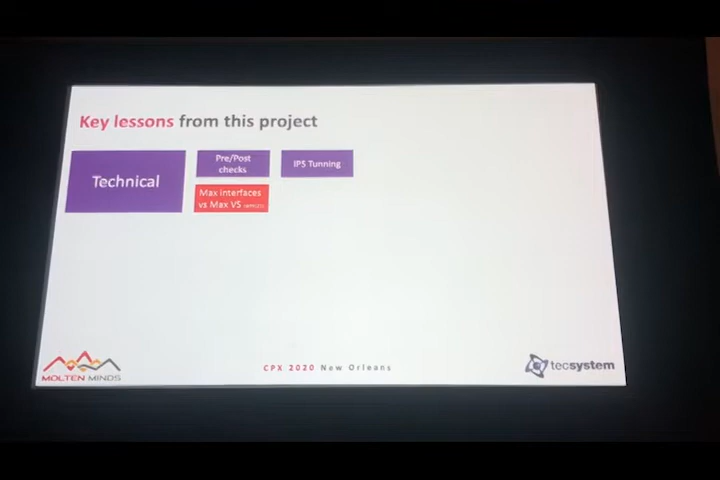 Key lessons from this project
Technical
Pre/Post
checks
IPS Tunning
Max interfaces
vs Max VS
MOLTEN MINDS
CPX 2020 New Orleans
tecsystem